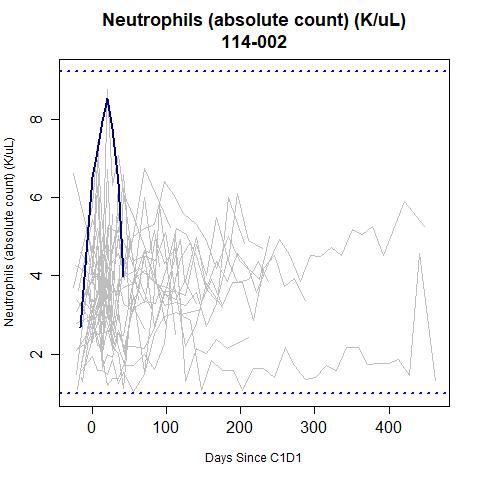 Neutrophils (absolute count) (K/uL)
114-002
Neutrophils (absolute count) (K/uL)
8
6
4
2
0 100 200 300 400
Days Since C1D1